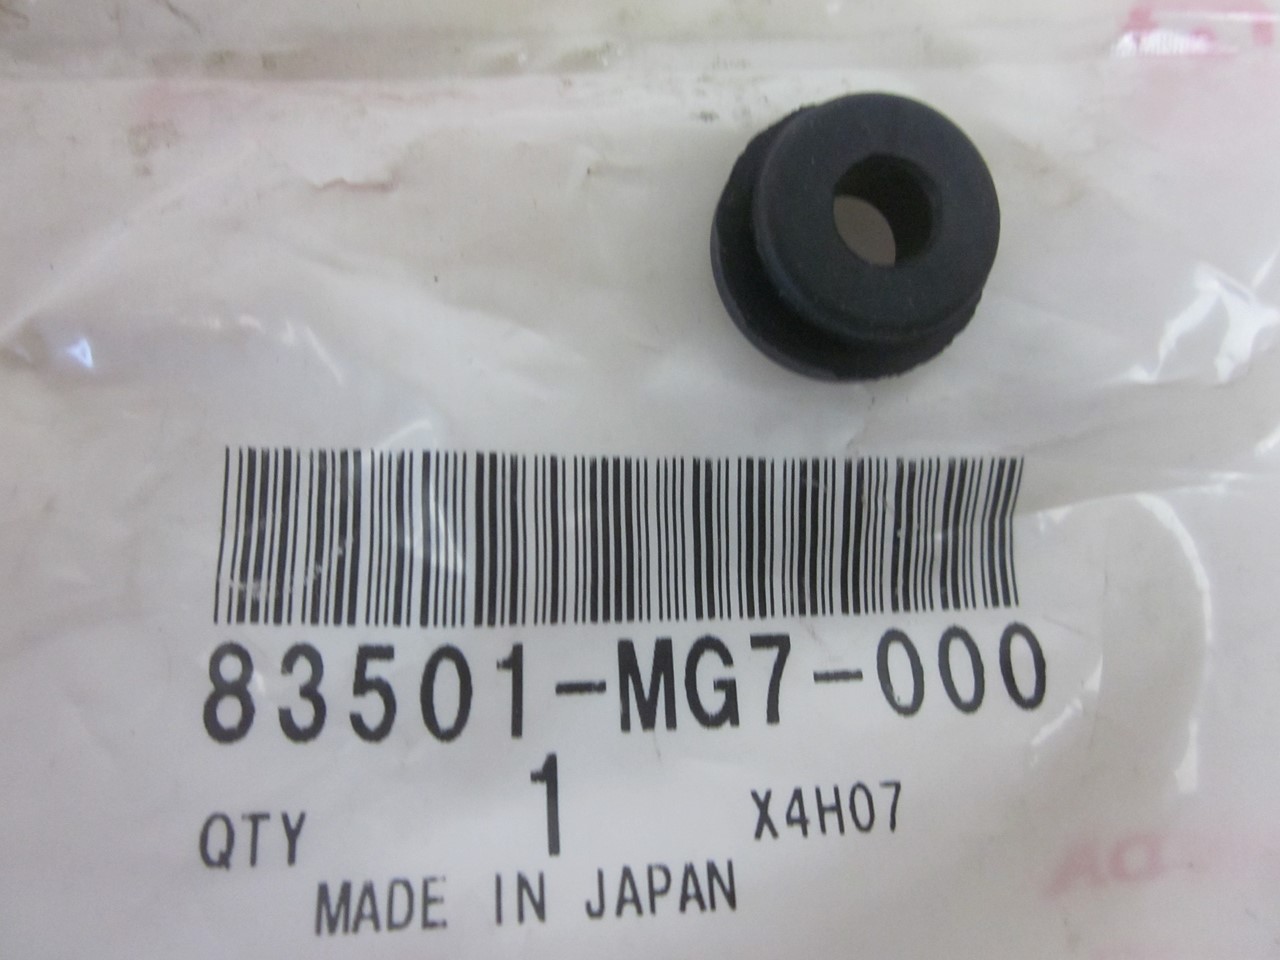 83501-MG7-000
QTY 1 X4H07
MADE IN JAPAN